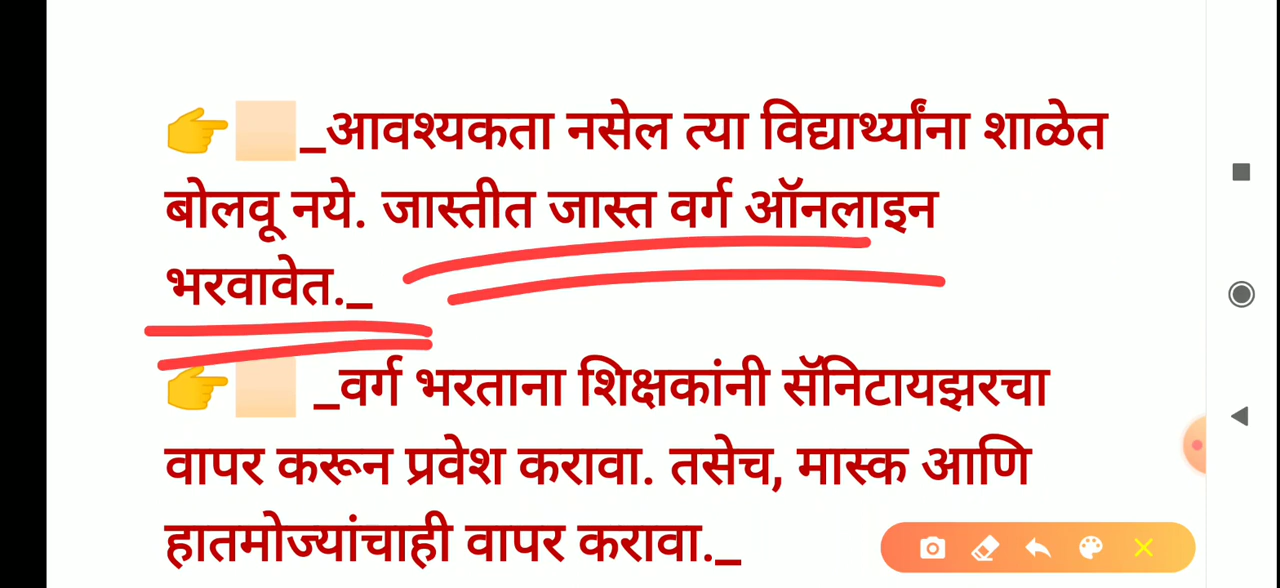 👉🏻_आवश्यकता नसेल त्या विद्यार्थ्यांना शाळेत
बोलवू नये. जास्तीत जास्त वर्ग ऑनलाइन
भरवावेत._
👉🏻 _वर्ग भरताना शिक्षकांनी सॅनिटायझरचा
वापर करून प्रवेश करावा. तसेच, मास्क आणि
हातमोज्यांचाही वापर करावा._